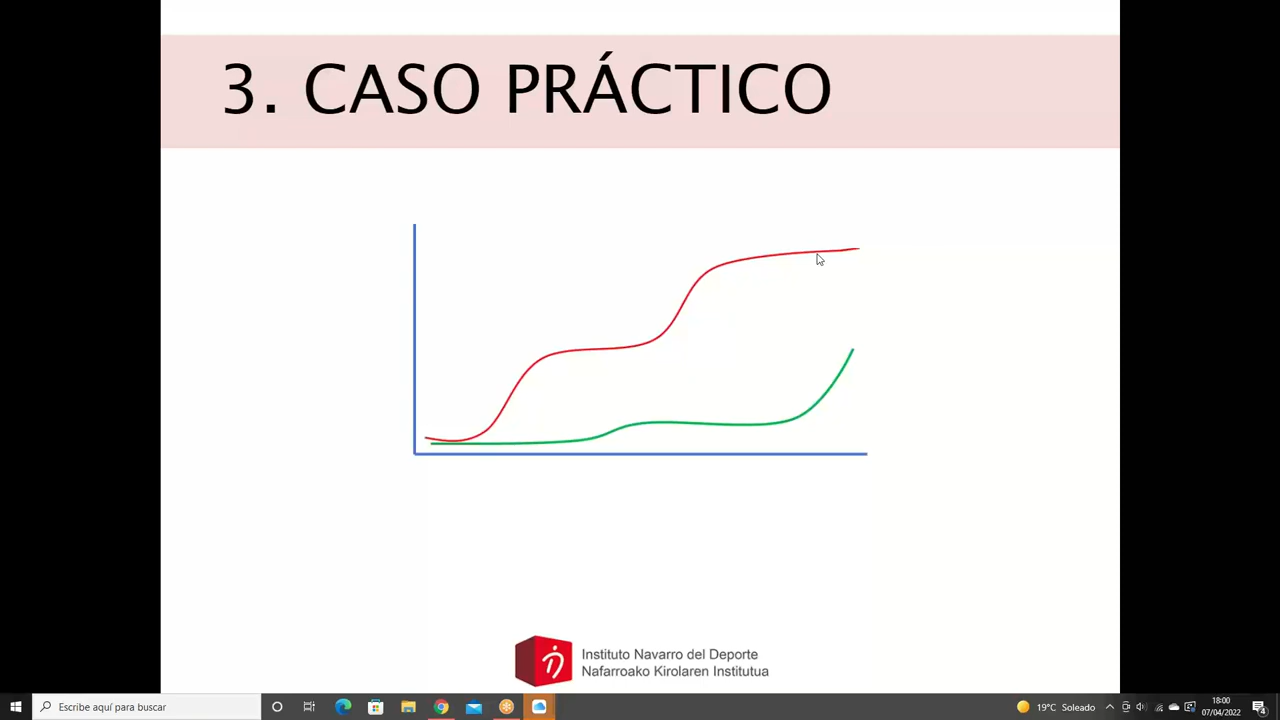 3. CASO PRÁCTICO
Instituto Navarro del Deporte
Nafarroako Kirolaren Institutua
Escribe aquí para buscar
19°C Soleado
18:00
07/04/2022
4